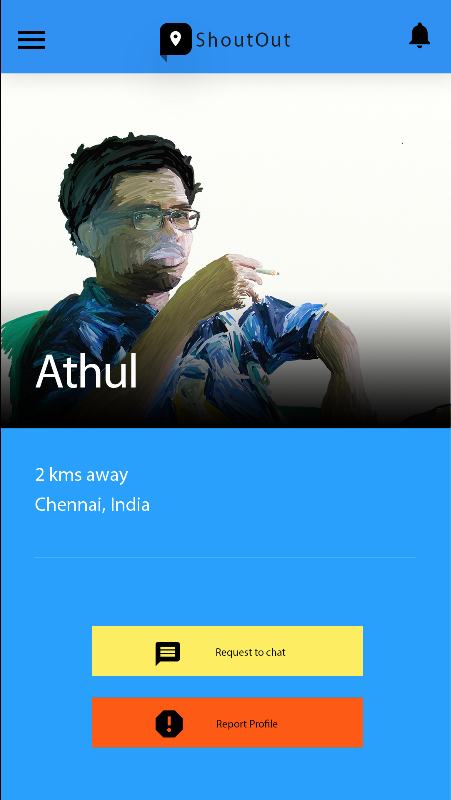 ShoutOut
Athul
2 kms away
Chennai, India
Request to chat
Report Profile